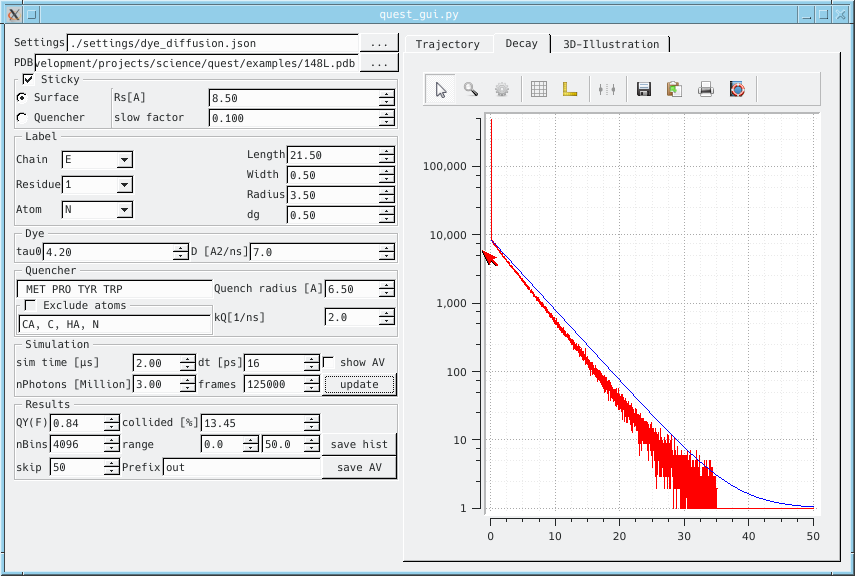 quest_gui.py
Settings ./settings/dye_diffusion.json ...
PDB velopment/projects/science/quest/examples/148L.pdb ...
Sticky
Surface Rs[A] 8.50
Quencher slow factor 0.100
Label
Chain E
Residue 1
Atom N
Length 21.50
Width 0.50
Radius 3.50
dg 0.50
Dye
tau0 4.20 D [A2/ns] 7.0
Quencher
MET PRO TYR TRP Quench radius [A] 6.50
Exclude atoms
CA, C, HA, N kQ[1/ns] 2.0
Simulation
sim time [µs] 2.00 dt [ps] 16 show AV
nPhotons [Million] 3.00 frames 125000 update
Results
QY(F) 0.84 collided [%] 13.45
nBins 4096 range 0.0 50.0 save hist
skip 50 Prefix out save AV
Trajectory Decay 3D-Illustration
100,000
10,000
1,000
100
10
1
0 10 20 30 40 50